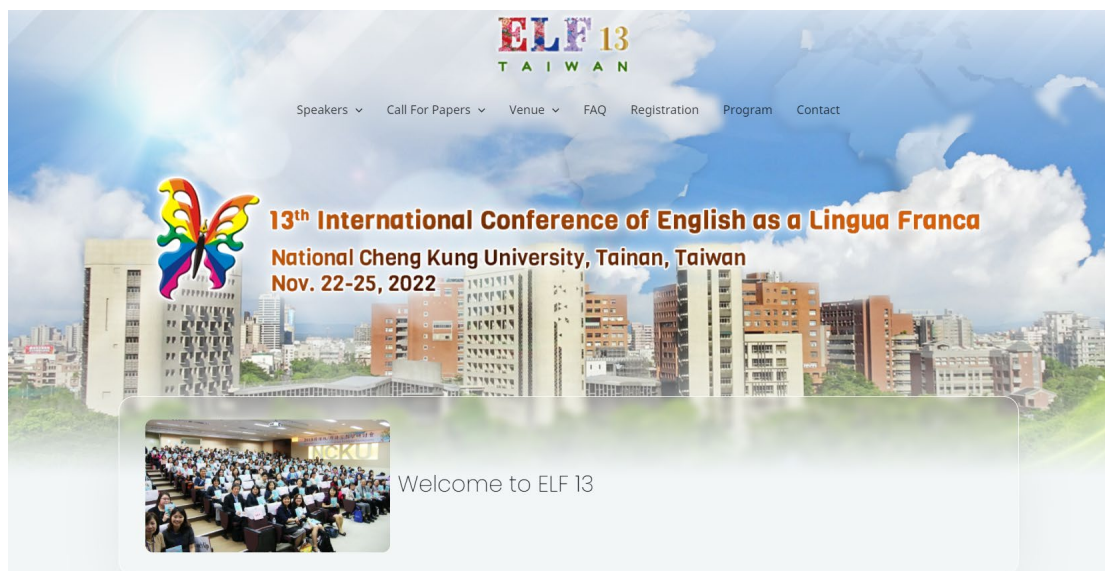 ELF 13
TAIWAN
Speakers Call For Papers Venue FAQ Registration Program Contact
13th International Conference of English as a Lingua Franca
National Cheng Kung University, Tainan, Taiwan
Nov. 22-25, 2022
NCKU
Welcome to ELF 13